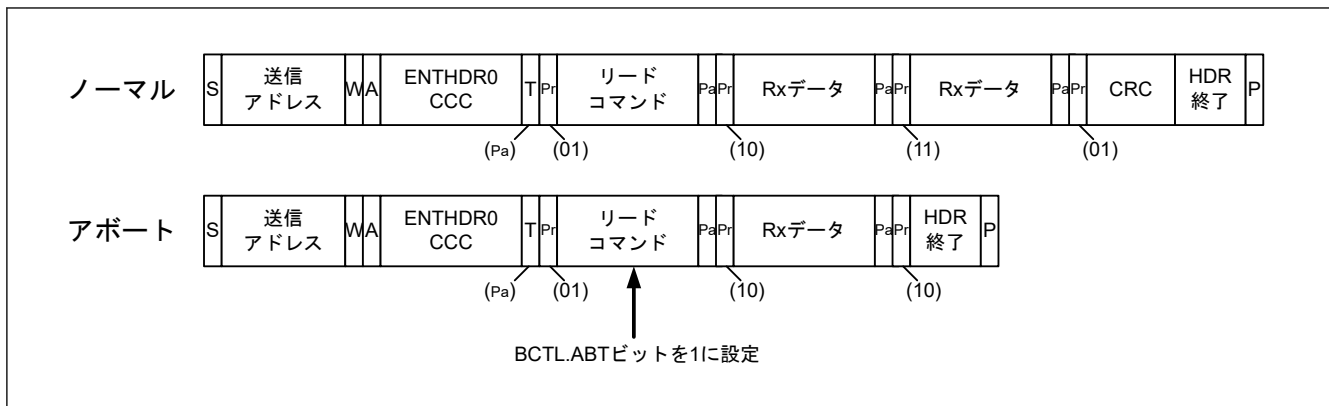 ノーマル
S 送信 アドレス W A ENTHDR0 CCC T Pr リード コマンド Pa Pr Rxデータ Pa Pr Rxデータ Pa Pr CRC HDR 終了 P
(Pa) (01) (10) (11) (01)
アボート
S 送信 アドレス W A ENTHDR0 CCC T Pr リード コマンド Pa Pr Rxデータ Pa Pr HDR 終了 P
(Pa) (01) (10) (10)
BCTL.ABTビットを1に設定